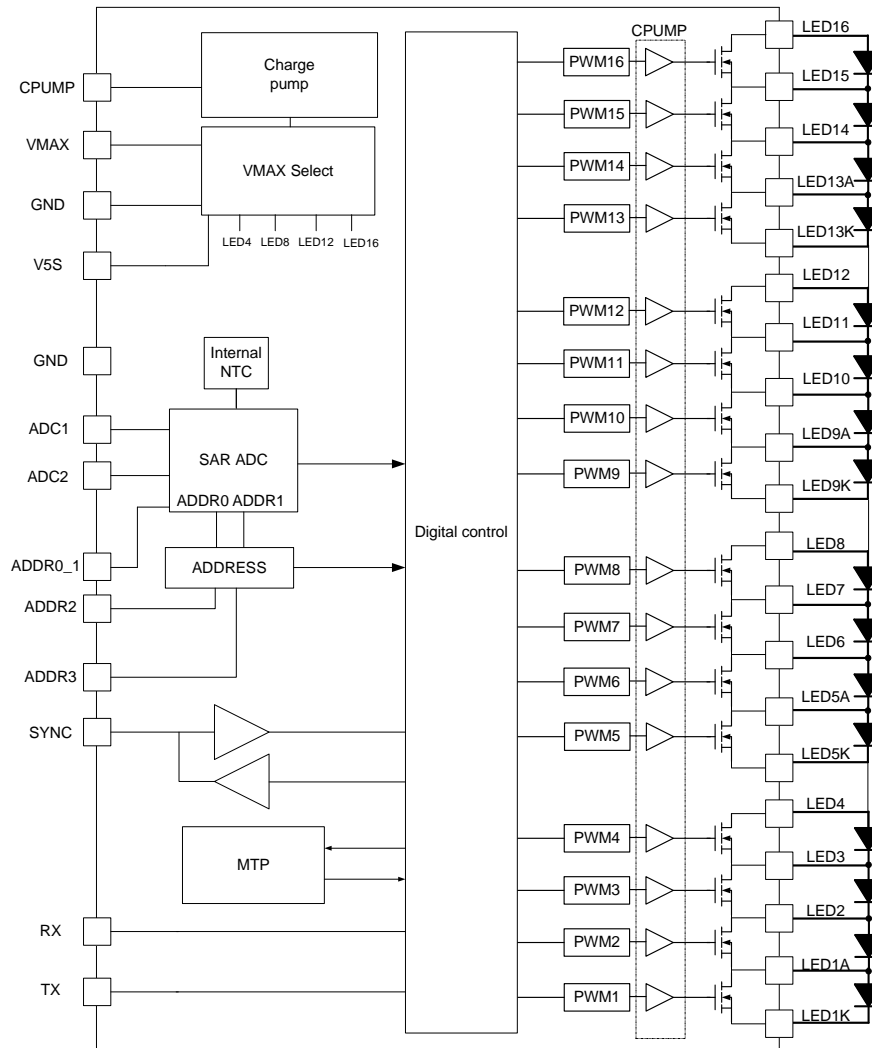 CPUMP
VMAX
GND
V5S
GND
ADC1
ADC2
ADDR0_1
ADDR2
ADDR3
SYNC
RX
TX
Charge
pump
VMAX Select
LED4 LED8 LED12 LED16
Internal
NTC
SAR ADC
ADDR0 ADDR1
ADDRESS
MTP
Digital control
CPUMP
PWM16
PWM15
PWM14
PWM13
PWM12
PWM11
PWM10
PWM9
PWM8
PWM7
PWM6
PWM5
PWM4
PWM3
PWM2
PWM1
LED16
LED15
LED14
LED13A
LED13K
LED12
LED11
LED10
LED9A
LED9K
LED8
LED7
LED6
LED5A
LED5K
LED4
LED3
LED2
LED1A
LED1K